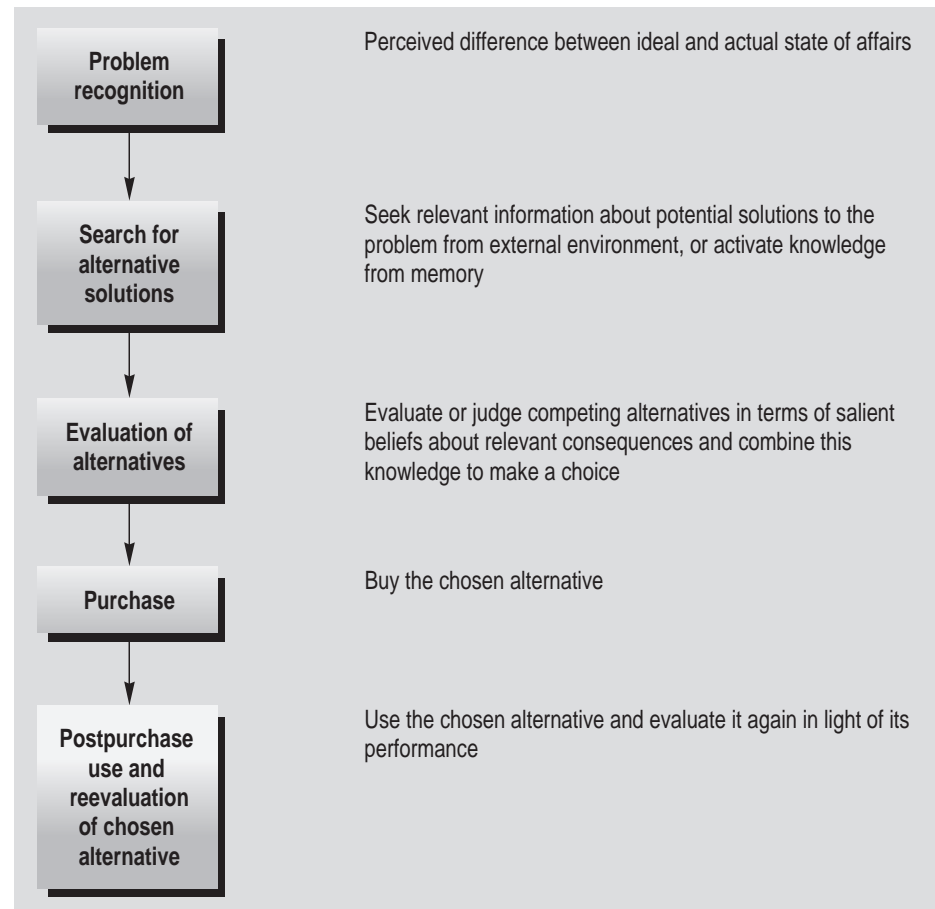 Problem
recognition
Perceived difference between ideal and actual state of affairs
Search for
alternative
solutions
Seek relevant information about potential solutions to the
problem from external environment, or activate knowledge
from memory
Evaluation of
alternatives
Evaluate or judge competing alternatives in terms of salient
beliefs about relevant consequences and combine this
knowledge to make a choice
Purchase
Buy the chosen alternative
Postpurchase
use and
reevaluation
of chosen
alternative
Use the chosen alternative and evaluate it again in light of its
performance